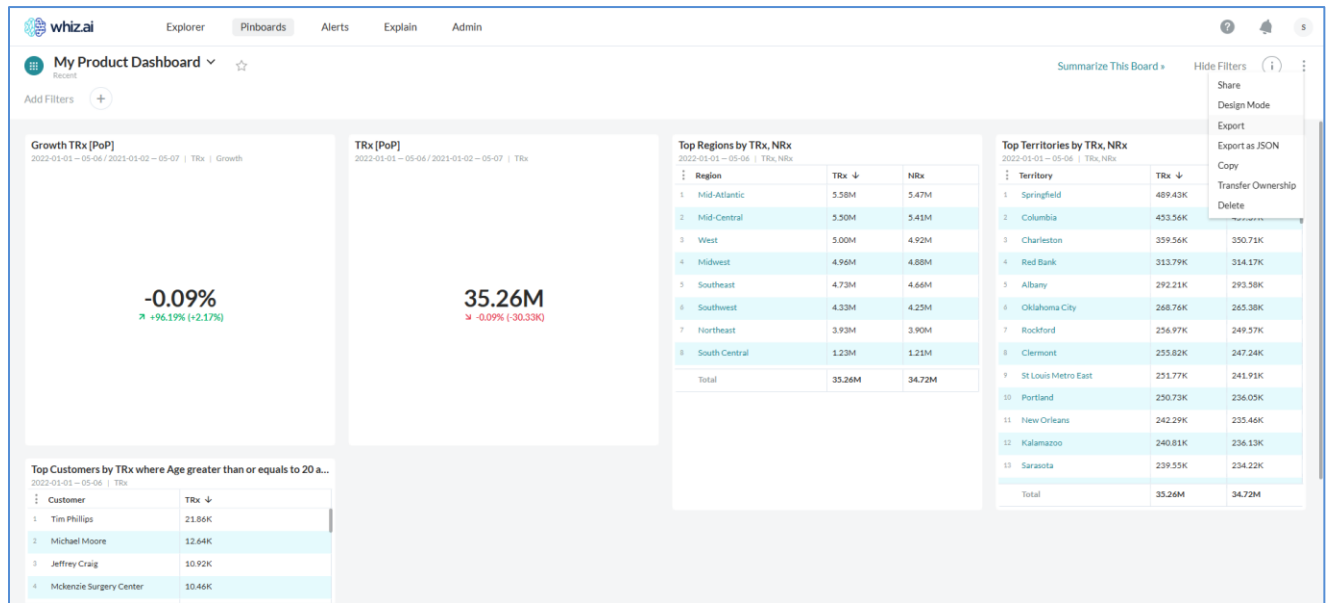 whiz.ai Explorer Pinboards Alerts Explain Admin ? S
My Product Dashboard
Recent
Summarize This Board » Hide Filters i
Add Filters +
Share
Design Mode
Export
Export as JSON
Copy
Transfer Ownership
Delete
Growth TRx [PoP]
2022-01-01 — 05-06 / 2021-01-02 — 05-07 | TRx | Growth
-0.09%
+96.19% (+2.17%)
TRx [PoP]
2022-01-01 — 05-06 / 2021-01-02 — 05-07 | TRx
35.26M
-0.09% (-30.33K)
Top Regions by TRx, NRx
2022-01-01 — 05-06 | TRx, NRx
Region TRx ↓ NRx
1 Mid-Atlantic 5.58M 5.47M
2 Mid-Central 5.50M 5.41M
3 West 5.00M 4.92M
4 Midwest 4.96M 4.88M
5 Southeast 4.73M 4.66M
6 Southwest 4.33M 4.25M
7 Northeast 3.93M 3.90M
8 South Central 1.23M 1.21M
Total 35.26M 34.72M
Top Territories by TRx, NRx
2022-01-01 — 05-06 | TRx, NRx
Territory TRx ↓
1 Springfield 489.43K
2 Columbia 453.56K
3 Charleston 359.56K 350.71K
4 Red Bank 313.79K 314.17K
5 Albany 292.21K 293.58K
6 Oklahoma City 268.76K 265.38K
7 Rockford 256.97K 249.57K
8 Clermont 255.82K 247.24K
9 St Louis Metro East 251.77K 241.91K
10 Portland 250.73K 236.05K
11 New Orleans 242.29K 235.46K
12 Kalamazoo 240.81K 236.13K
13 Sarasota 239.55K 234.22K
Total 35.26M 34.72M
Top Customers by TRx where Age greater than or equals to 20 a...
2022-01-01 — 05-06 | TRx
Customer TRx ↓
1 Tim Phillips 21.86K
2 Michael Moore 12.64K
3 Jeffrey Craig 10.92K
4 Mckenzie Surgery Center 10.46K